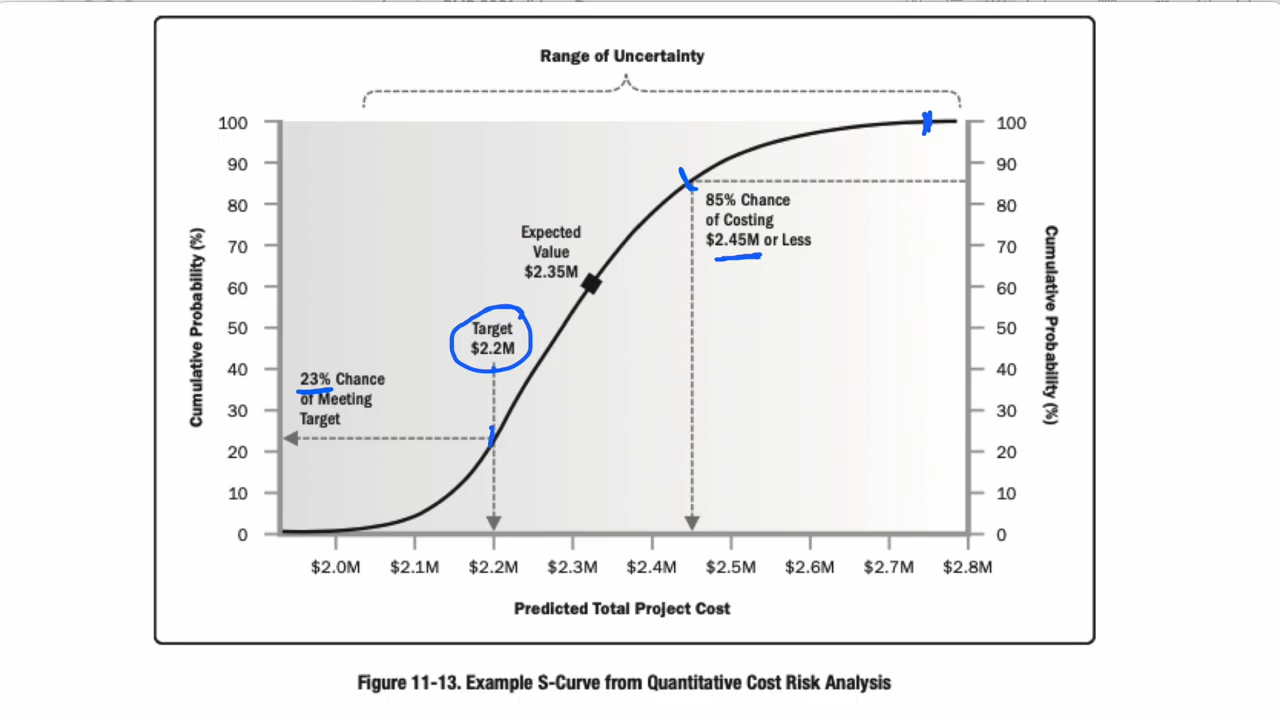 Range of Uncertainty
100
90
80
70
60
50
40
30
20
10
0
Cumulative Probability (%)
100
90
80
70
60
50
40
30
20
10
0
Cumulative Probability (%)
85% Chance
of Costing
$2.45M or Less
Expected
Value
$2.35M
Target
$2.2M
23% Chance
of Meeting
Target
$2.0M $2.1M $2.2M $2.3M $2.4M $2.5M $2.6M $2.7M $2.8M
Predicted Total Project Cost
Figure 11-13. Example S-Curve from Quantitative Cost Risk Analysis